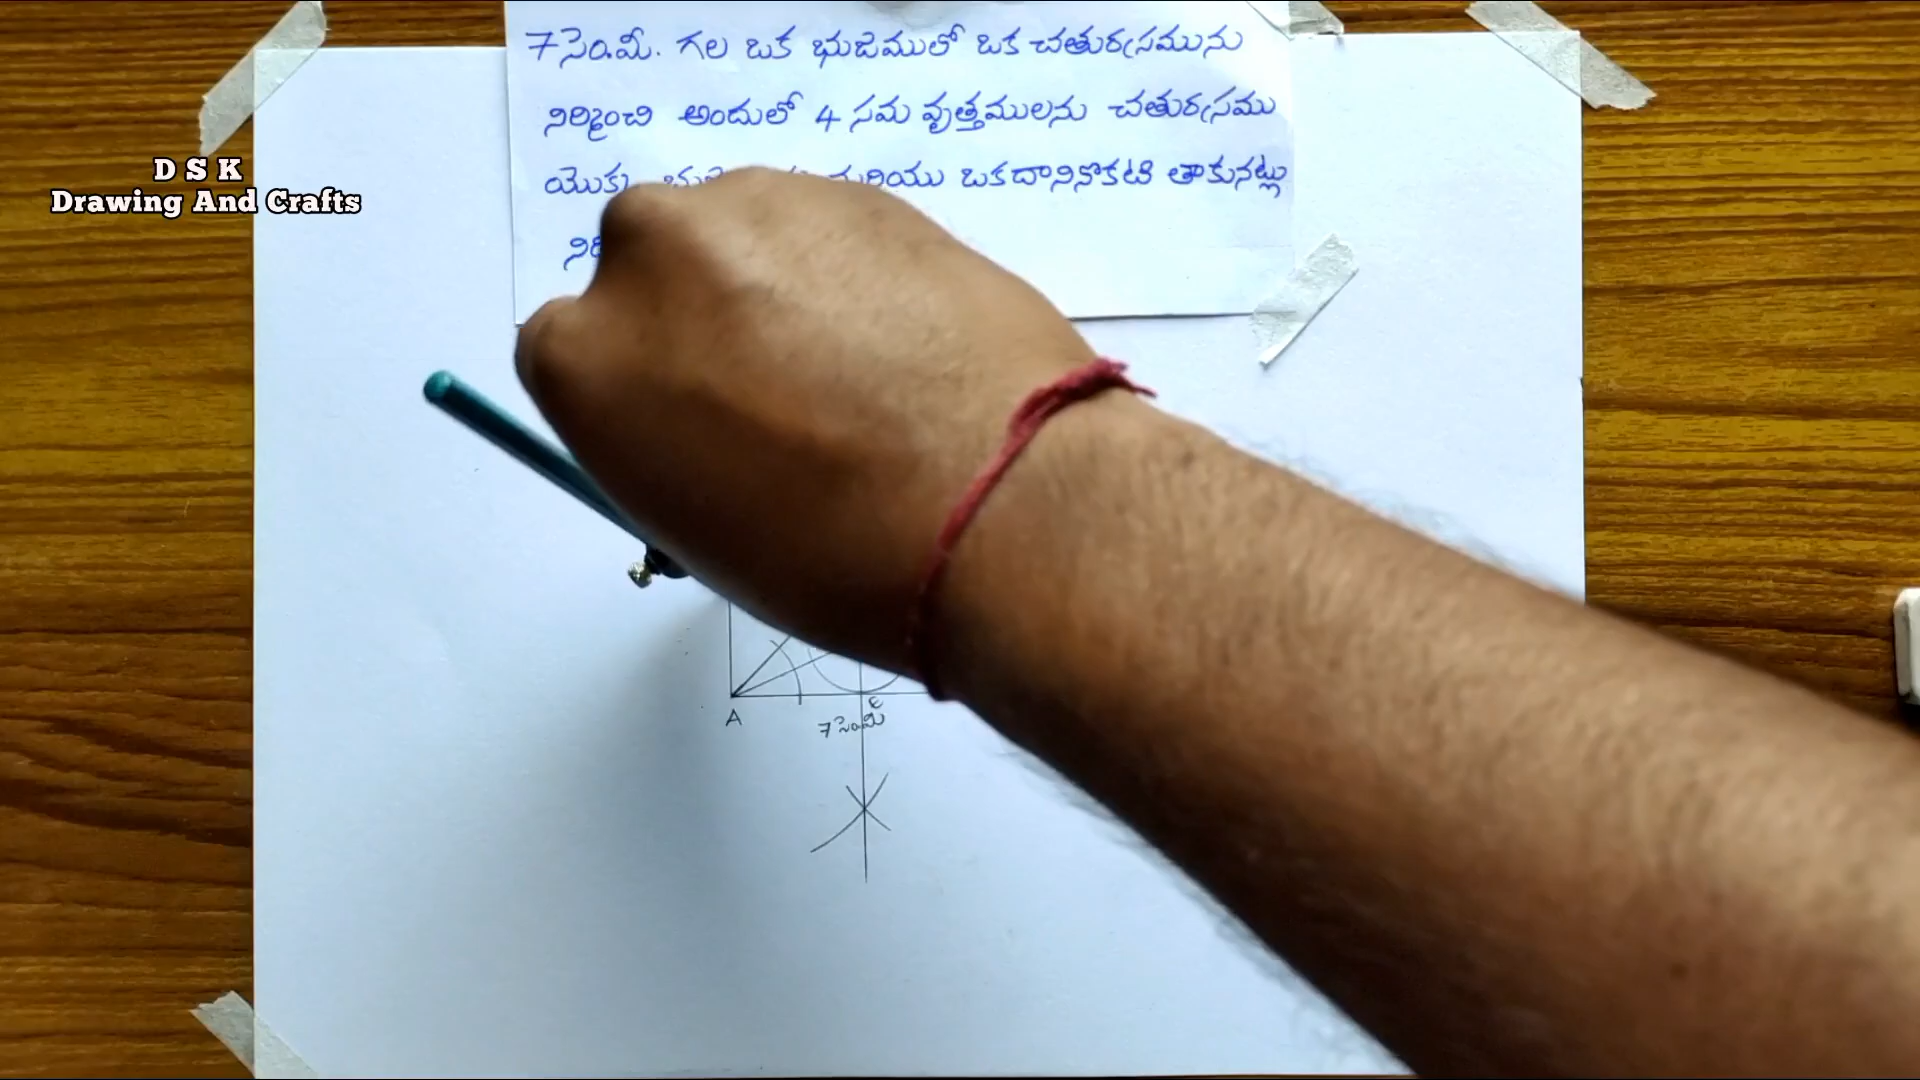 7సెం.మీ. గల ఒక భుజముతో ఒక చతురస్రమును
నిర్మించి అందులో 4 సమ వృత్తములను చతురస్రము
యొక్క మరియు ఒకదానినొకటి తాకునట్లు
D S K
Drawing And Crafts
A
E
7సెంమీ